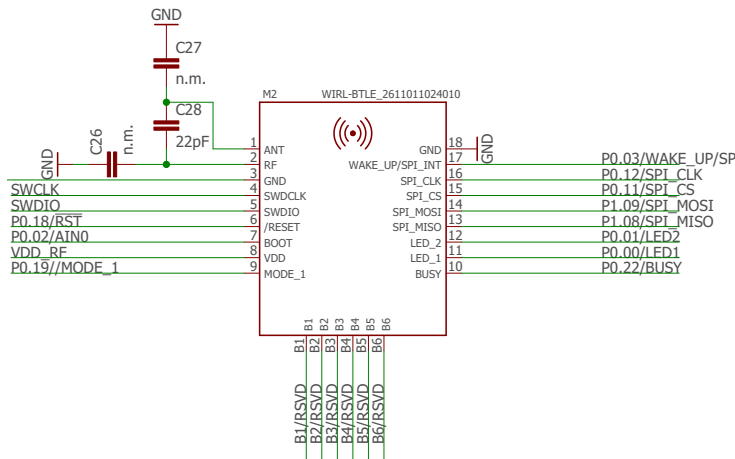 GND
C27
n.m.
M2
WIRL-BTLE_2611011024010
C28
22pF
C26
n.m.
GND
1 ANT
2 RF
3 GND
SWCLK 4 SWDCLK
SWDIO 5 SWDIO
P0.18/RST 6 /RESET
P0.02/AIN0 7 BOOT
VDD_RF 8 VDD
P0.19//MODE_1 9 MODE_1
GND 18 GND
WAKE_UP/SPI_INT 17 P0.03/WAKE_UP/SP
SPI_CLK 16 P0.12/SPI_CLK
SPI_CS 15 P0.11/SPI_CS
SPI_MOSI 14 P1.09/SPI_MOSI
SPI_MISO 13 P1.08/SPI_MISO
LED_2 12 P0.01/LED2
LED_1 11 P0.00/LED1
BUSY 10 P0.22/BUSY
B1 B2 B3 B4 B5 B6
B1 B2 B3 B4 B5 B6
B1/RSVD
B2/RSVD
B3/RSVD
B4/RSVD
B5/RSVD
B6/RSVD